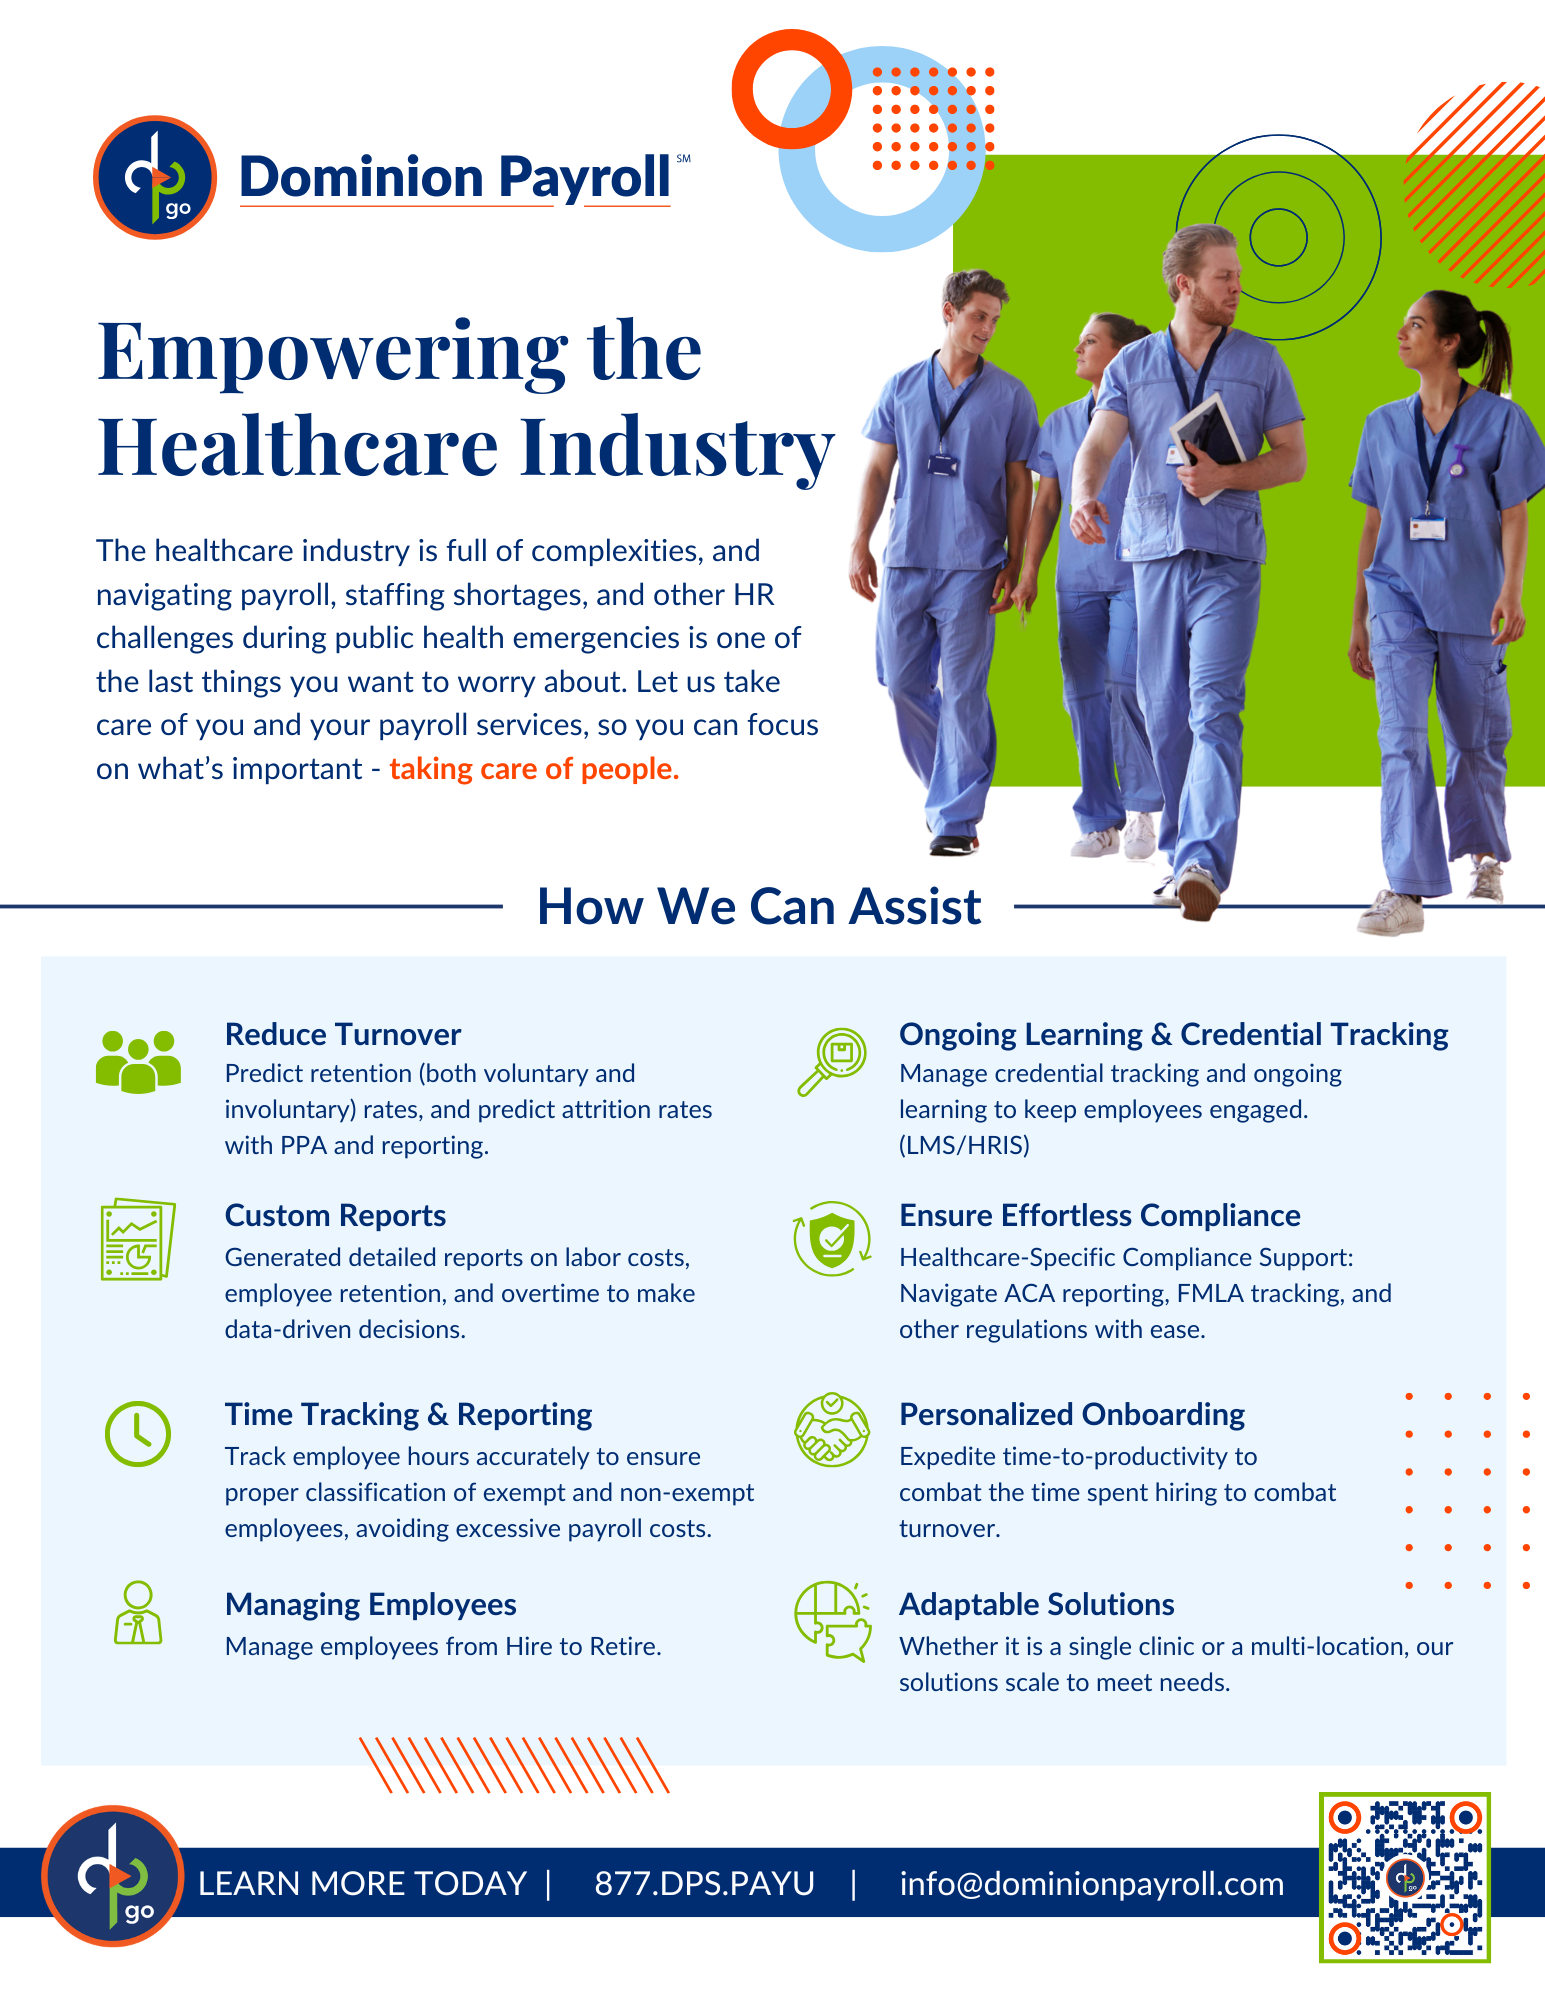 go
Dominion Payroll℠
Empowering the
Healthcare Industry
The healthcare industry is full of complexities, and
navigating payroll, staffing shortages, and other HR
challenges during public health emergencies is one of
the last things you want to worry about. Let us take
care of you and your payroll services, so you can focus
on what's important - taking care of people.
How We Can Assist
Reduce Turnover
Predict retention (both voluntary and
involuntary) rates, and predict attrition rates
with PPA and reporting.
Custom Reports
Generated detailed reports on labor costs,
employee retention, and overtime to make
data-driven decisions.
Time Tracking & Reporting
Track employee hours accurately to ensure
proper classification of exempt and non-exempt
employees, avoiding excessive payroll costs.
Managing Employees
Manage employees from Hire to Retire.
Ongoing Learning & Credential Tracking
Manage credential tracking and ongoing
learning to keep employees engaged.
(LMS/HRIS)
Ensure Effortless Compliance
Healthcare-Specific Compliance Support:
Navigate ACA reporting, FMLA tracking, and
other regulations with ease.
Personalized Onboarding
Expedite time-to-productivity to
combat the time spent hiring to combat
turnover.
Adaptable Solutions
Whether it is a single clinic or a multi-location, our
solutions scale to meet needs.
go
LEARN MORE TODAY | 877.DPS.PAYU | info@dominionpayroll.com
go